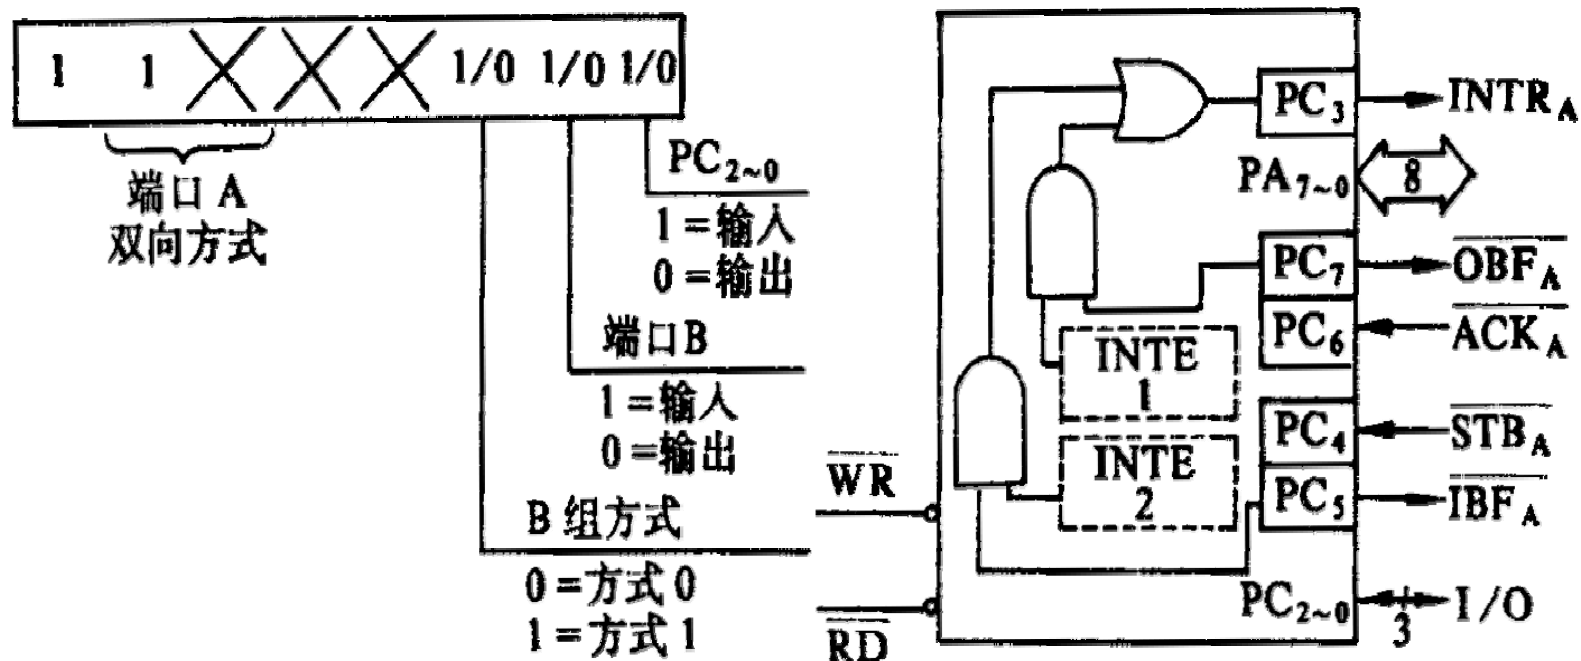 1 1 1/0 1/0 1/0
端口 A
双向方式
PC2~0
1 = 输入
0 = 输出
端口 B
1 = 输入
0 = 输出
B 组方式
0 = 方式 0
1 = 方式 1
WR
RD
PC3 INTRA
PA7~0 8
PC7 OBFA
PC6 ACKA
INTE
1
PC4 STBA
INTE
2
PC5 IBFA
PC2~0 I/O
3